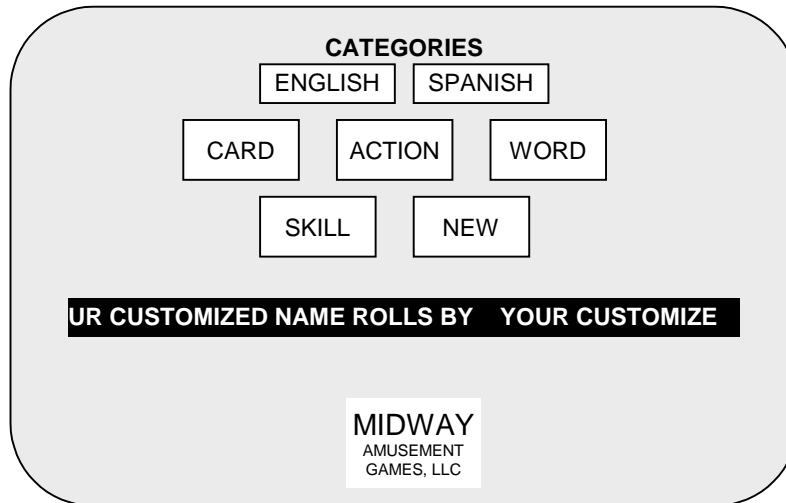 CATEGORIES
ENGLISH SPANISH
CARD ACTION WORD
SKILL NEW
UR CUSTOMIZED NAME ROLLS BY YOUR CUSTOMIZE
MIDWAY
AMUSEMENT
GAMES, LLC